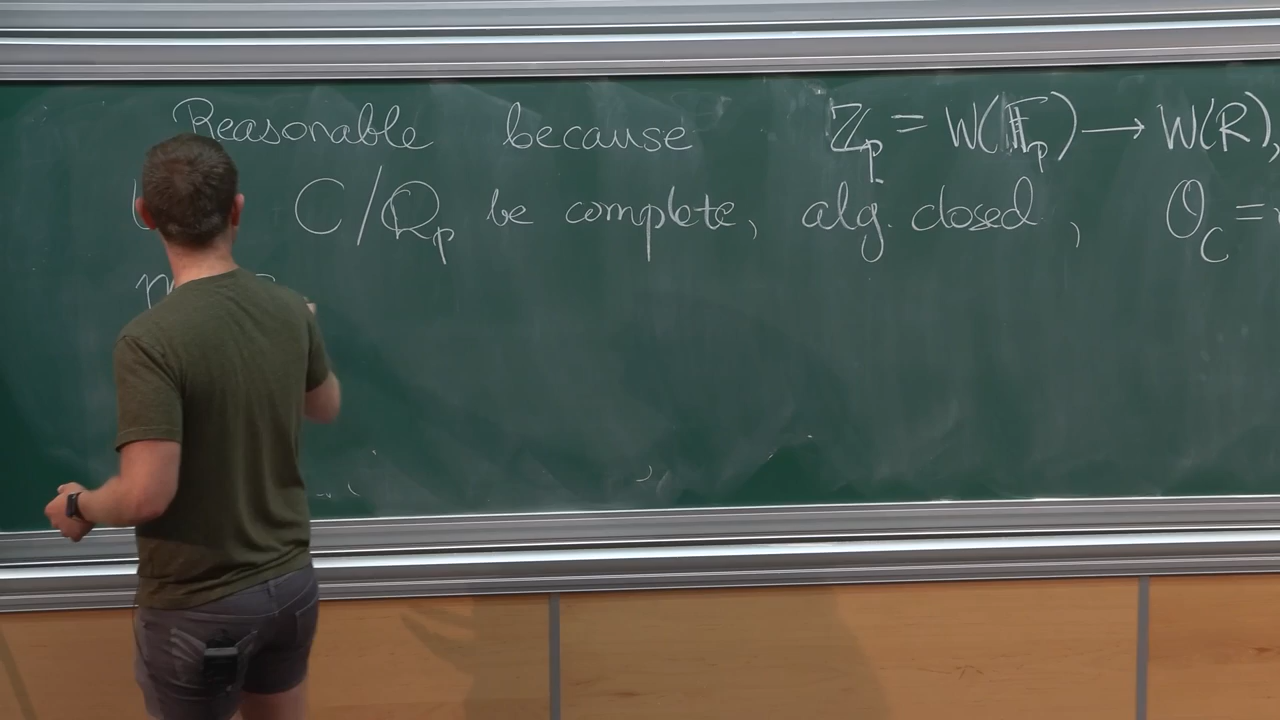 Reasonable because ℤ_p = W(𝔽_p) ⟶ W(R),
C/ℚ_p be complete, alg. closed, 𝒪_C =